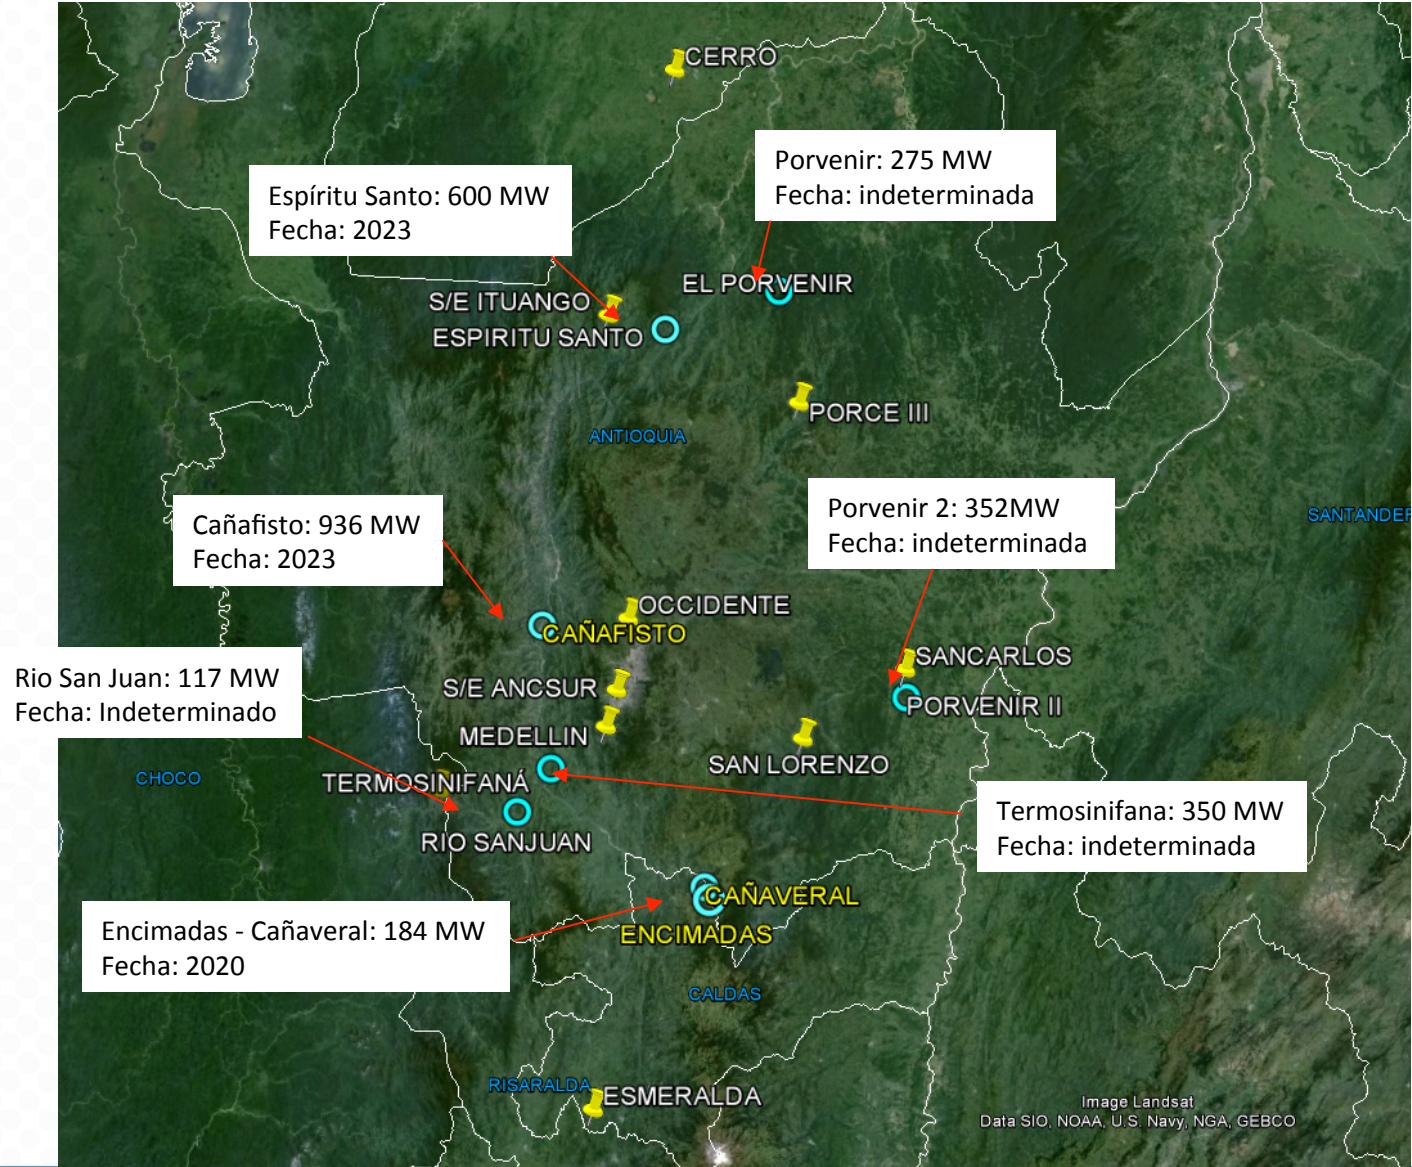 CERRO
Porvenir: 275 MW
Fecha: indeterminada
Espíritu Santo: 600 MW
Fecha: 2023
EL PORVENIR
S/E ITUANGO
ESPIRITU SANTO
PORCE III
ANTIOQUIA
Cañafisto: 936 MW
Fecha: 2023
Porvenir 2: 352MW
Fecha: indeterminada
SANTANDER
OCCIDENTE
CAÑAFISTO
SANCARLOS
Rio San Juan: 117 MW
Fecha: Indeterminado
S/E ANCSUR
PORVENIR II
MEDELLIN
SAN LORENZO
CHOCO
TERMOSINIFANÁ
RIO SANJUAN
Termosinifana: 350 MW
Fecha: indeterminada
CAÑAVERAL
ENCIMADAS
Encimadas - Cañaveral: 184 MW
Fecha: 2020
CALDAS
RISARALDA
ESMERALDA
Image Landsat
Data SIO, NOAA, U.S. Navy, NGA, GEBCO